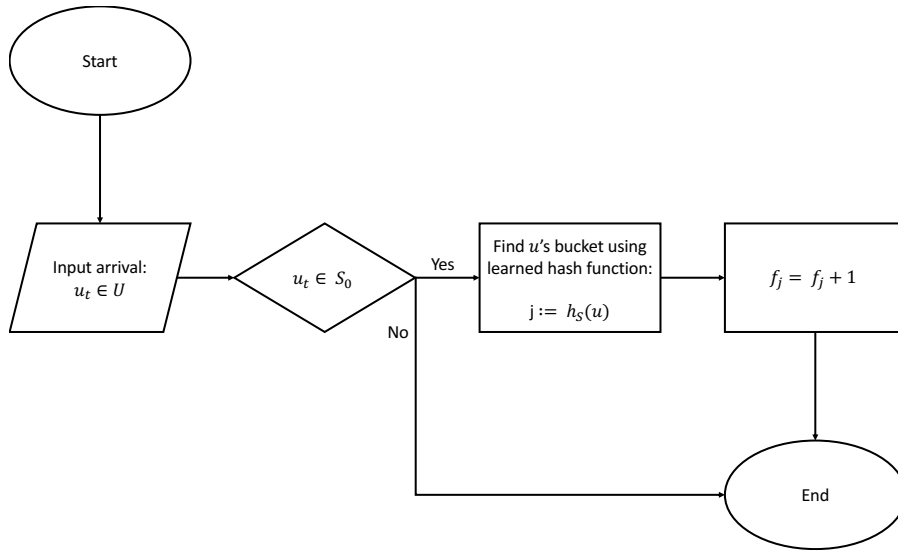 Start
Input arrival:
u_t ∈ U
u_t ∈ S_0
Yes
No
Find u's bucket using
learned hash function:
j := h_S(u)
f_j = f_j + 1
End